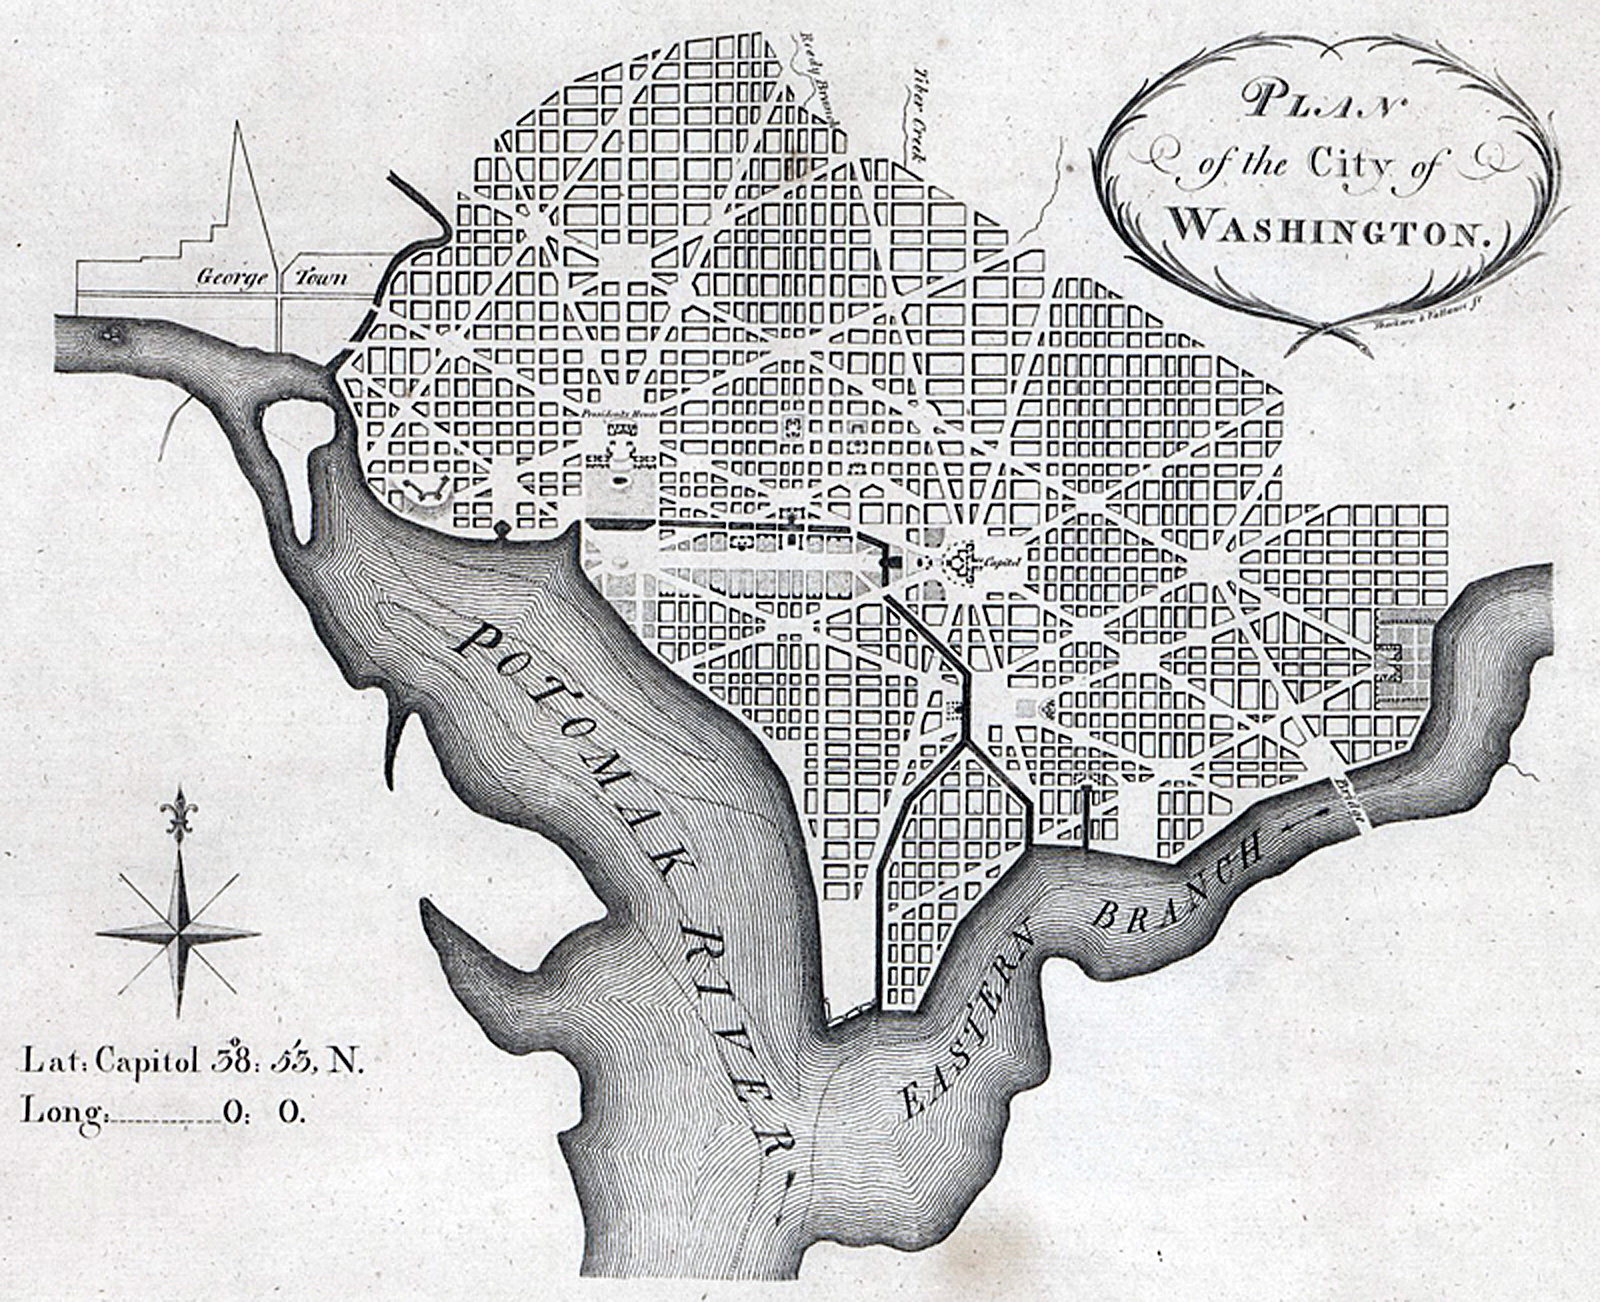 PLAN
of the City of
WASHINGTON.
Thackara & Vallance Sc
Reedy Branch
Tiber Creek
George Town
Presidents House
Capitol
POTOMAK RIVER
EASTERN BRANCH
Bridge
Lat: Capitol 38°: 53′, N.
Long: 0: 0.